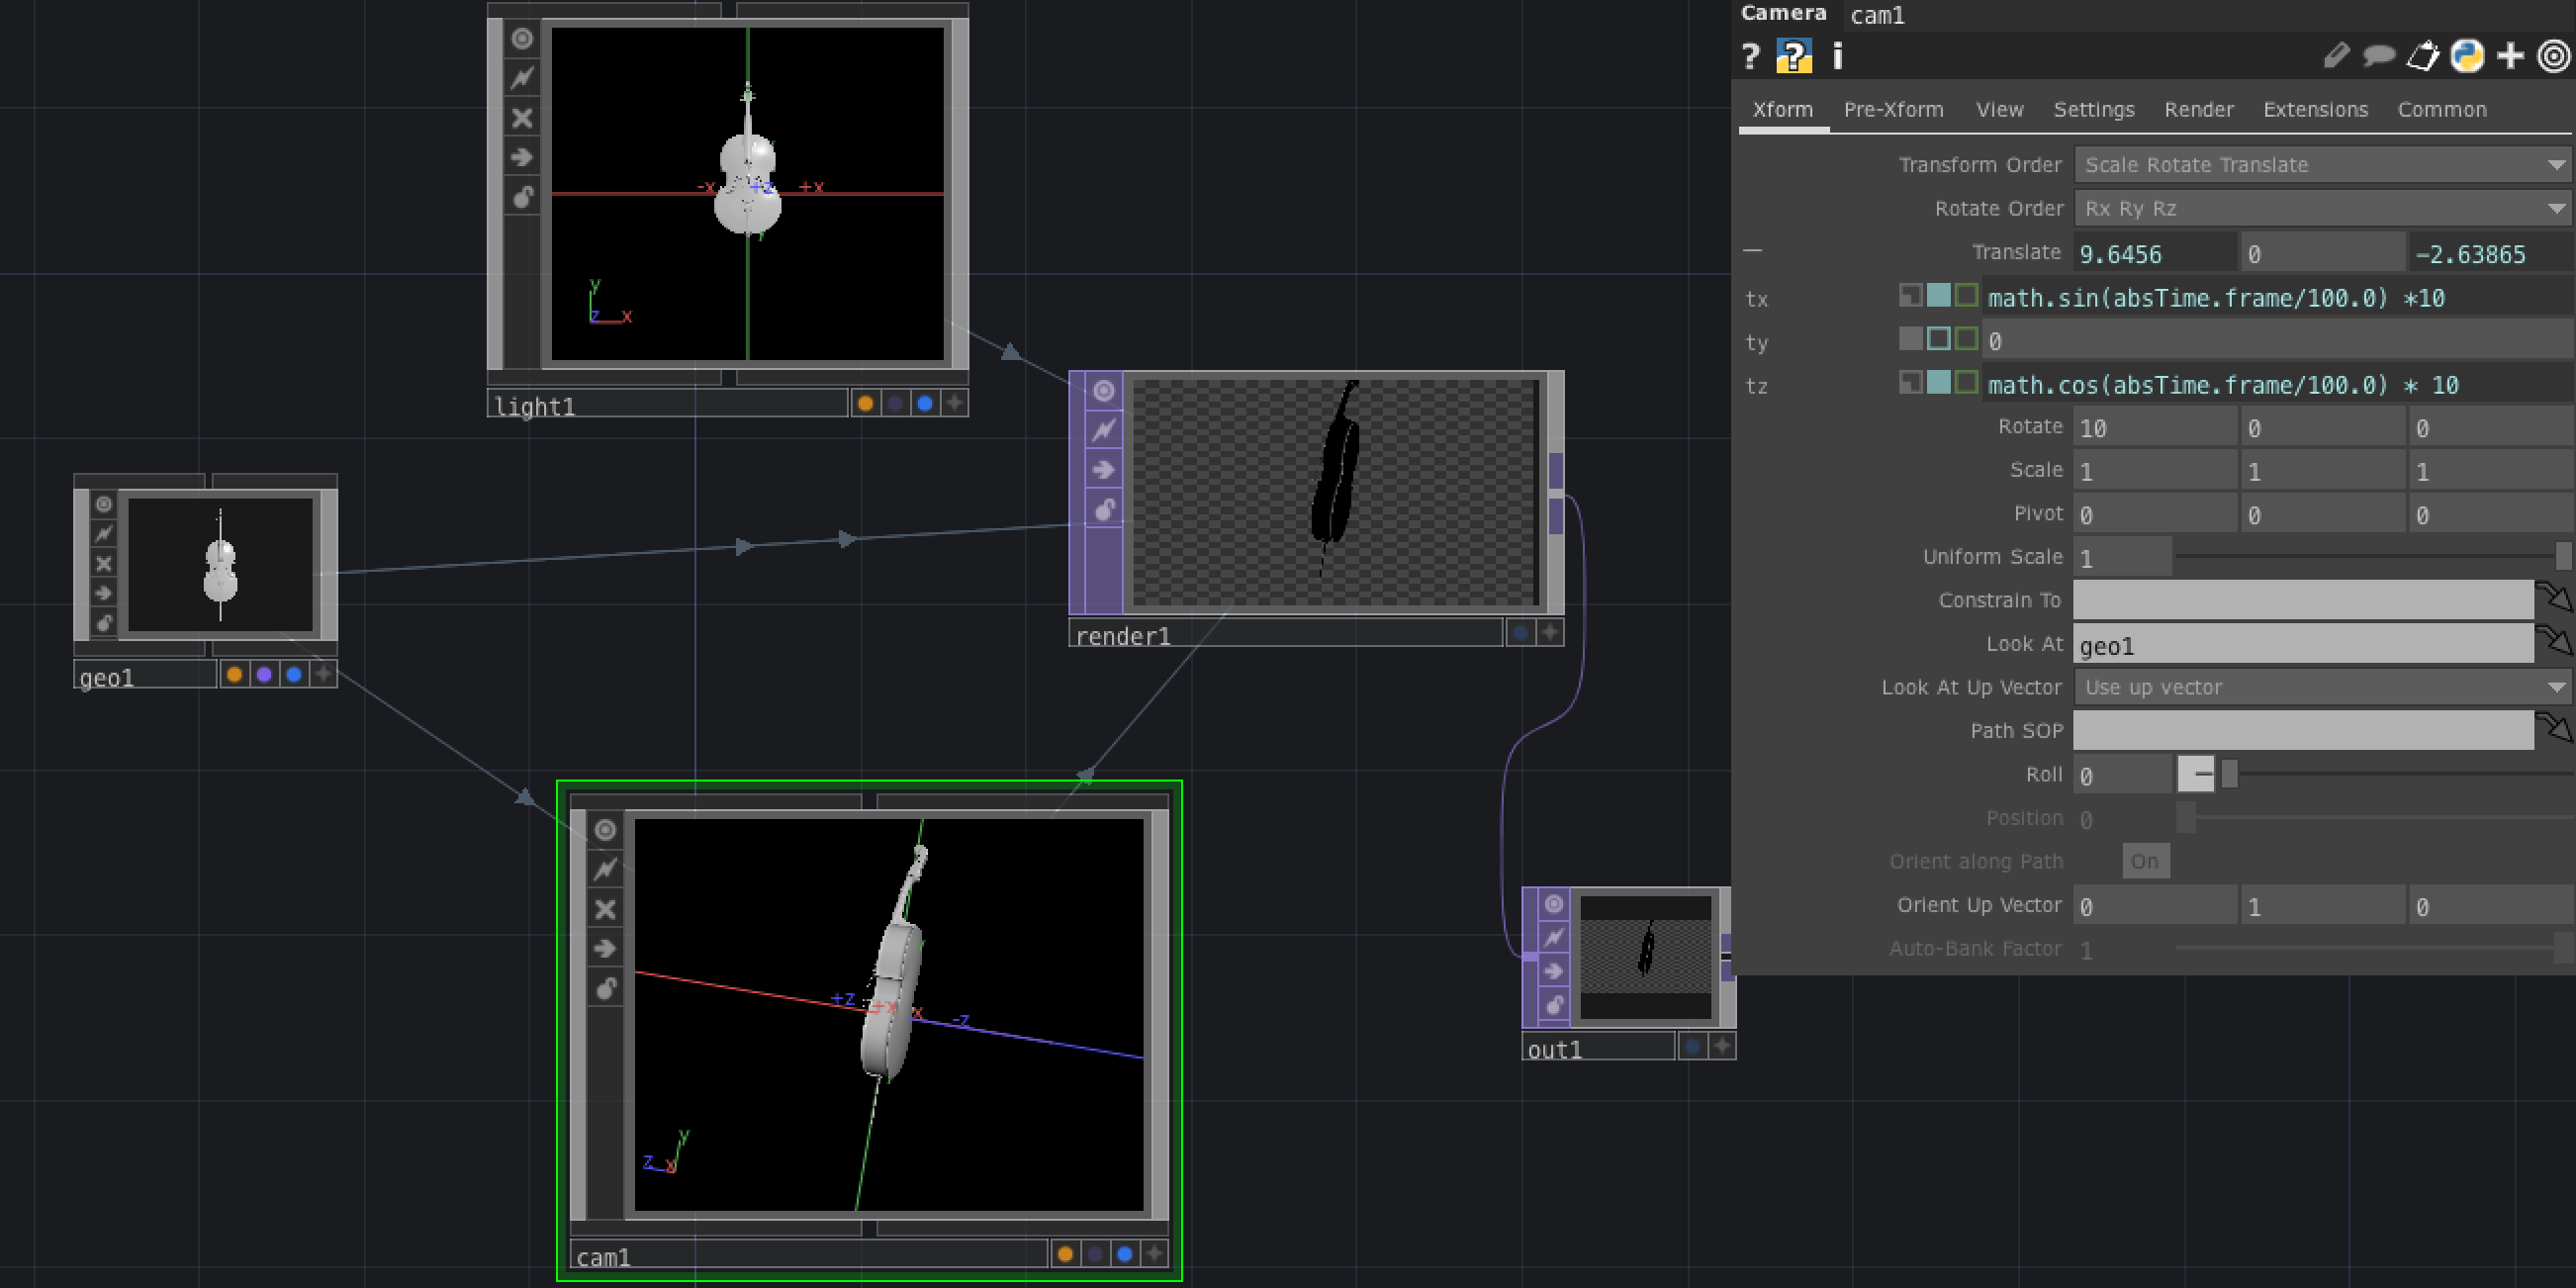 Camera cam1
? ? i
Xform Pre-Xform View Settings Render Extensions Common
Transform Order Scale Rotate Translate
Rotate Order Rx Ry Rz
Translate 9.6456 0 -2.63865
tx math.sin(absTime.frame/100.0) *10
ty 0
tz math.cos(absTime.frame/100.0) * 10
Rotate 10 0 0
Scale 1 1 1
Pivot 0 0 0
Uniform Scale 1
Constrain To
Look At geo1
Look At Up Vector Use up vector
Path SOP
Roll 0
Position 0
Orient along Path On
Orient Up Vector 0 1 0
Auto-Bank Factor 1
-x +z +x
y
z x
light1
geo1
render1
+z +x x -z
y
z x
cam1
out1